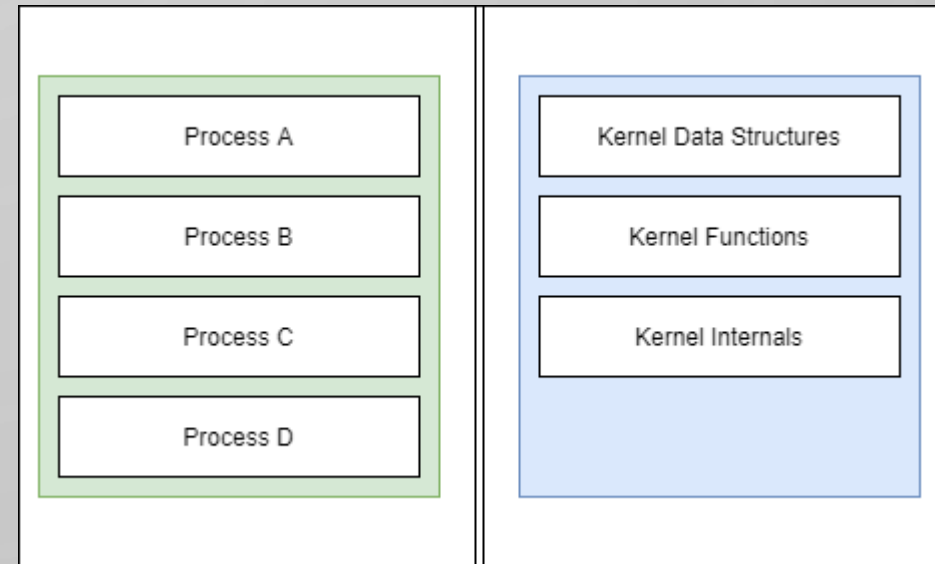 Process A
Process B
Process C
Process D
Kernel Data Structures
Kernel Functions
Kernel Internals